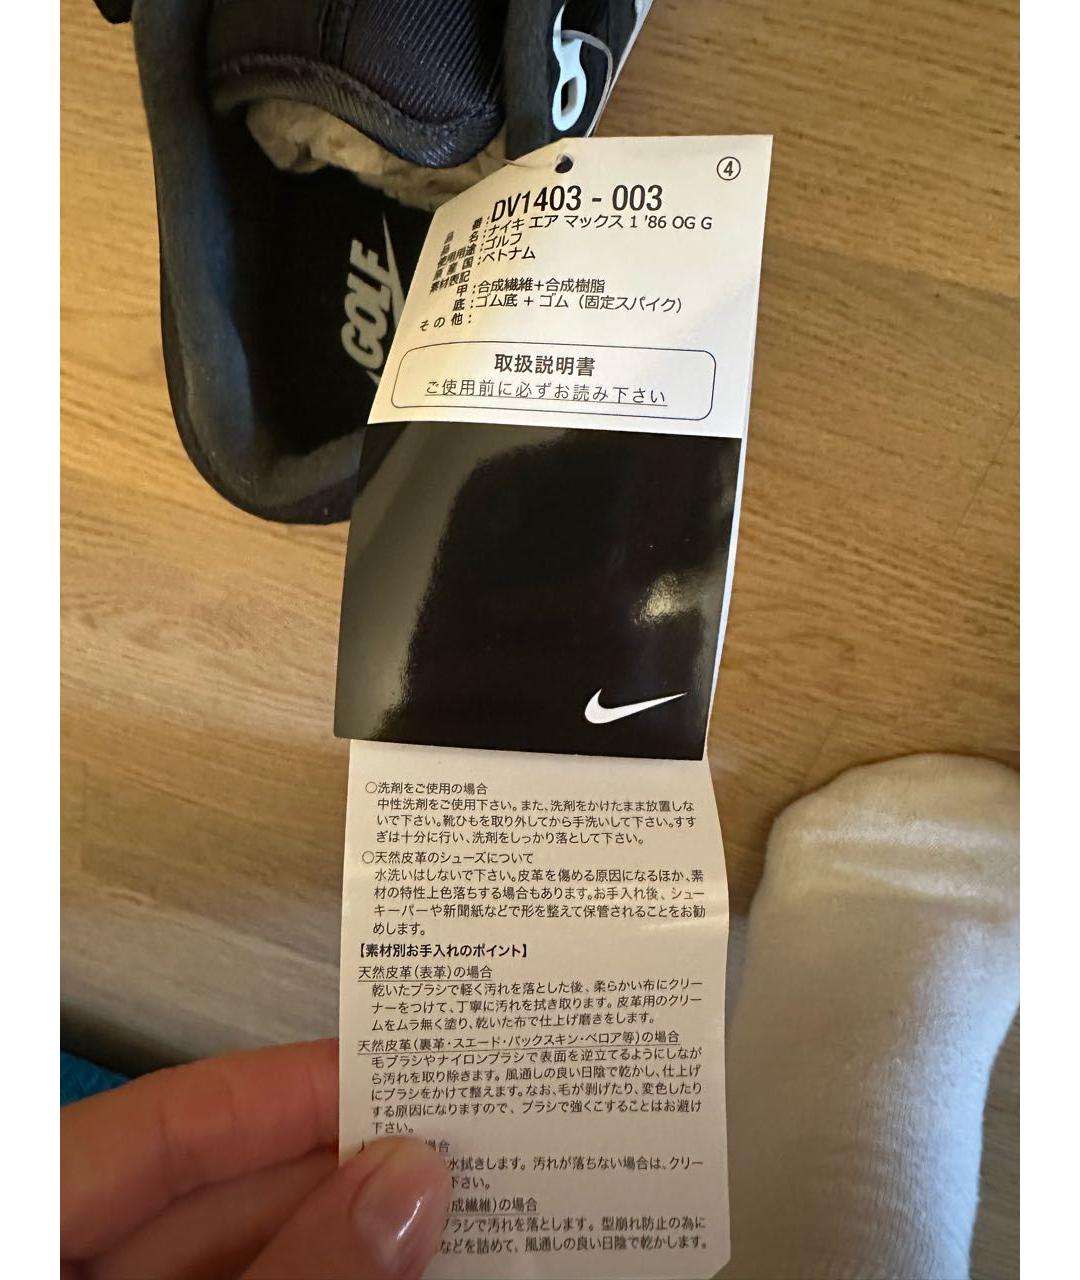 ④
DV1403 - 003
品番:
品名:ナイキ エア マックス 1 '86 OG G
使用用途:ゴルフ
原産国:ベトナム
素材表記
甲:合成繊維+合成樹脂
底:ゴム底 + ゴム (固定スパイク)
その他:
GOLF
取扱説明書
ご使用前に必ずお読み下さい
○洗剤をご使用の場合
中性洗剤をご使用下さい。また、洗剤をかけたまま放置しな
いで下さい。靴ひもを取り外してから手洗いして下さい。すす
ぎは十分に行い、洗剤をしっかり落として下さい。
○天然皮革のシューズについて
水洗いはしないで下さい。皮革を傷める原因になるほか、素
材の特性上色落ちする場合もあります。お手入れ後、シュー
キーパーや新聞紙などで形を整えて保管されることをお勧
めします。
【素材別お手入れのポイント】
天然皮革(表革)の場合
乾いたブラシで軽く汚れを落とした後、柔らかい布にクリー
ナーをつけて、丁寧に汚れを拭き取ります。皮革用のクリー
ムをムラ無く塗り、乾いた布で仕上げ磨きをします。
天然皮革(裏革・スエード・バックスキン・ベロア等)の場合
毛ブラシやナイロンブラシで表面を逆立てるようにしなが
ら汚れを取り除きます。風通しの良い日陰で乾かし、仕上げ
にブラシをかけて整えます。なお、毛が剥げたり、変色したり
する原因になりますので、ブラシで強くこすることはお避け
下さい。
場合
水拭きします。汚れが落ちない場合は、クリー
下さい。
成繊維)の場合
ブラシで汚れを落とします。型崩れ防止の為に
などを詰めて、風通しの良い日陰で乾かします。